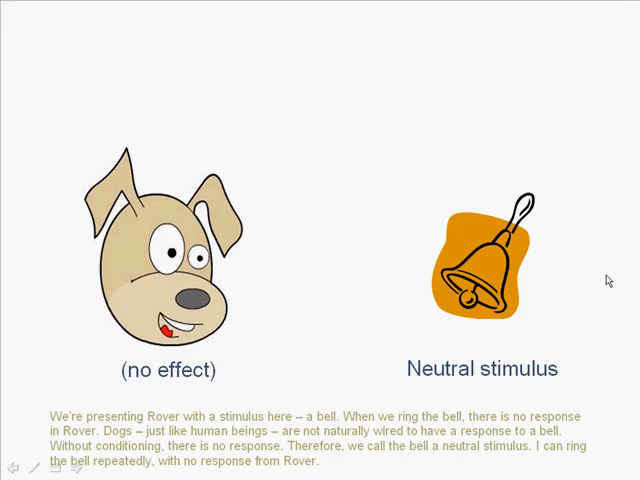 (no effect)
Neutral stimulus
We're presenting Rover with a stimulus here – a bell. When we ring the bell, there is no response
in Rover. Dogs – just like human beings – are not naturally wired to have a response to a bell.
Without conditioning, there is no response. Therefore, we call the bell a neutral stimulus. I can ring
the bell repeatedly, with no response from Rover.